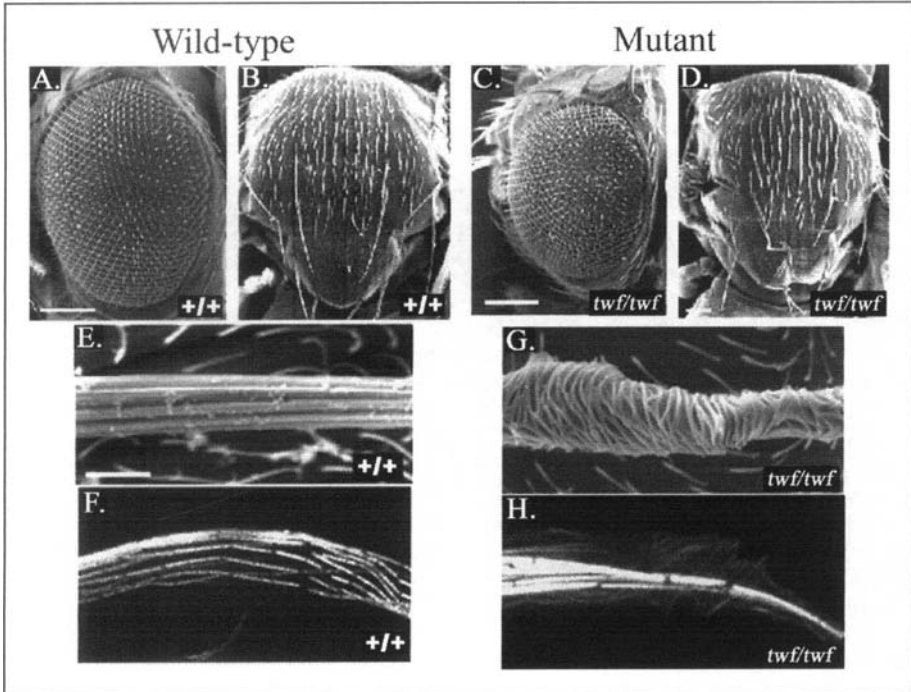 Wild-type
Mutant
A.
+/+
B.
+/+
C.
twf/twf
D.
twf/twf
E.
+/+
G.
twf/twf
F.
+/+
H.
twf/twf